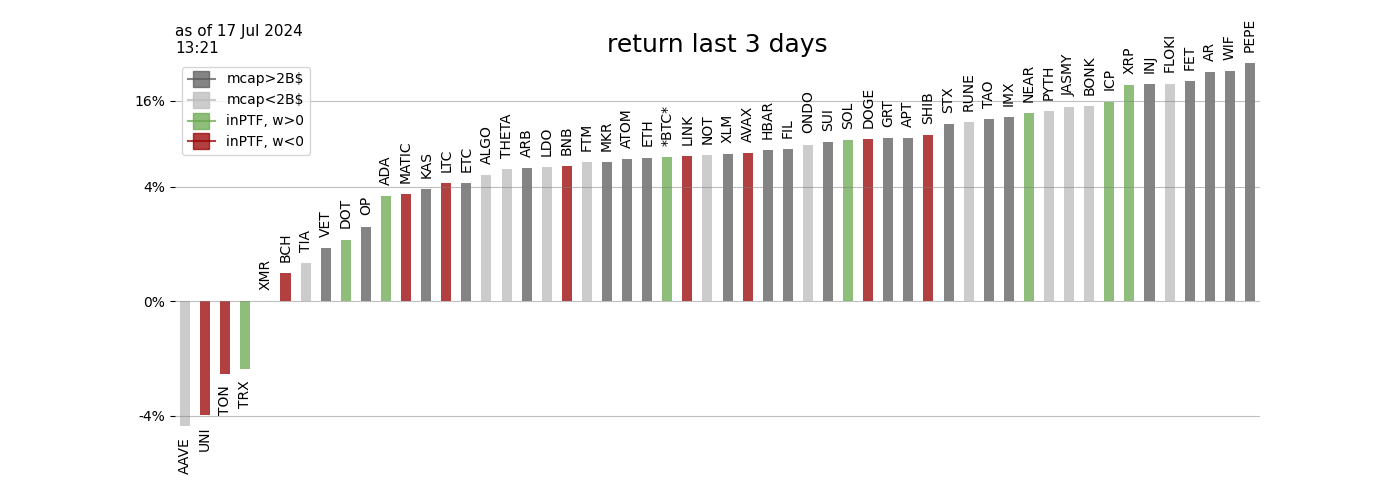 as of 17 Jul 2024
13:21
return last 3 days
mcap>2B$
mcap<2B$
inPTF, w>0
inPTF, w<0
16%
4%
0%
-4%
AAVE
UNI
TON
TRX
XMR
BCH
TIA
VET
DOT
OP
ADA
MATIC
KAS
LTC
ETC
ALGO
THETA
ARB
LDO
BNB
FTM
MKR
ATOM
ETH
*BTC*
LINK
NOT
XLM
AVAX
HBAR
FIL
ONDO
SUI
SOL
DOGE
GRT
APT
SHIB
STX
RUNE
TAO
IMX
NEAR
PYTH
JASMY
BONK
ICP
XRP
INJ
FLOKI
FET
AR
WIF
PEPE